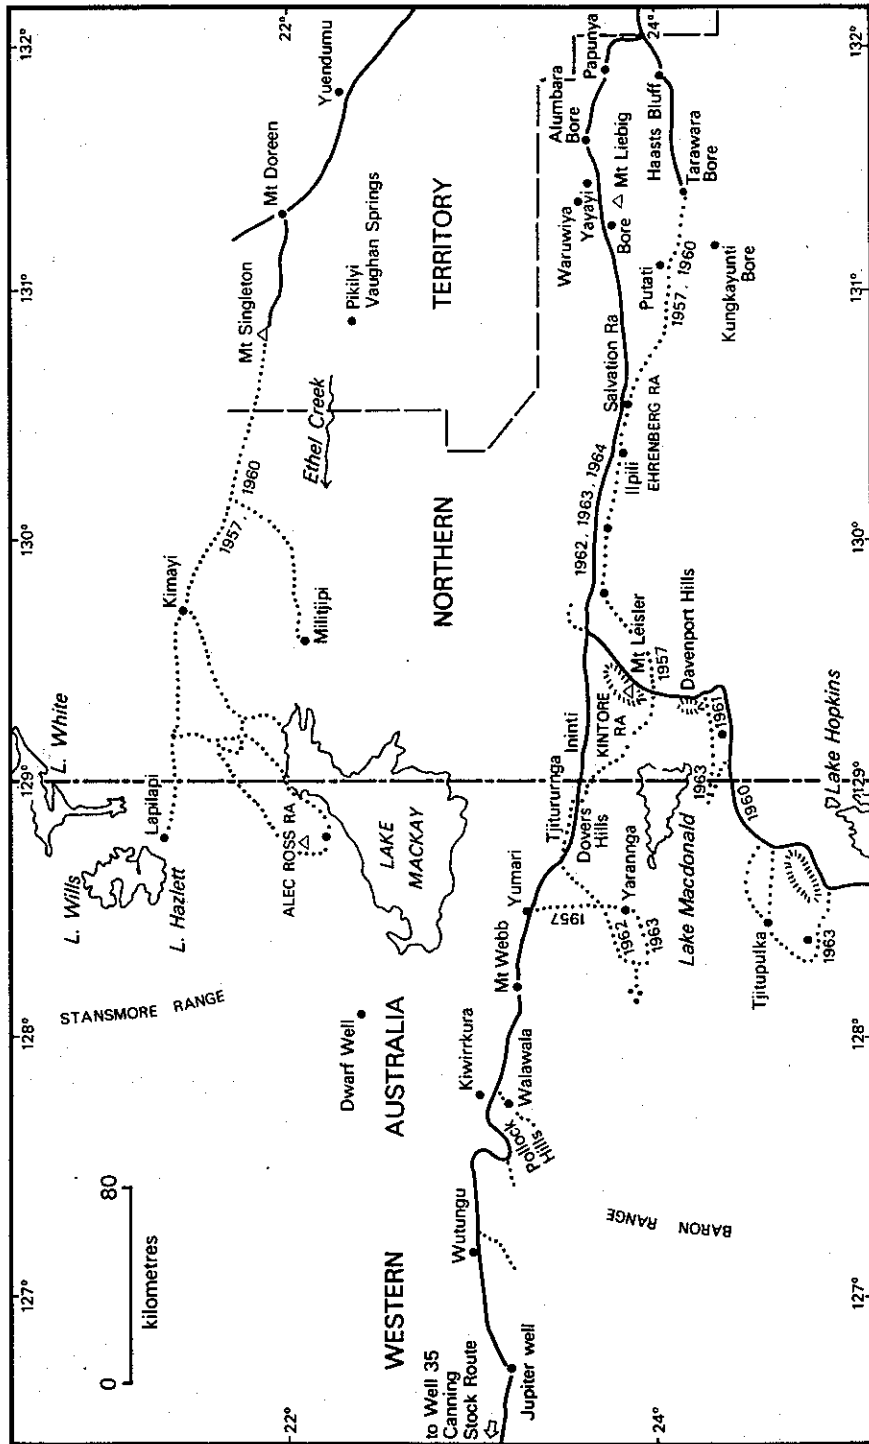 127°
128°
129°
130°
131°
132°
0
80
kilometres
STANSMORE RANGE
L. Wills
L. Hazlett
L. White
Lapilapi
Kimayi
1957, 1960
Militjipi
Mt Singleton
Mt Doreen
Yuendumu
Pikilyi
Vaughan Springs
Ethel Creek
22°
22°
ALEC ROSS RA
LAKE
MACKAY
Dwarf Well
WESTERN
AUSTRALIA
NORTHERN
TERRITORY
to Well 35
Canning
Stock Route
Jupiter well
Wutungu
Pollock
Hills
Kiwirrkura
Walawala
Mt Webb
Yumari
1957
Tjitururnga
Dovers
Hills
Ininti
KINTORE
RA
Mt Leisler
1957
1962, 1963, 1964
Ilpili
EHRENBERG RA
Salvation Ra
Waruwiya
Yayayi
Bore
Mt Liebig
Alumbara
Bore
Papunya
Haasts Bluff
Tarawara
Bore
Putati
1957, 1960
Kungkayunti
Bore
24°
24°
BARON RANGE
Yarannga
1962
1963
Lake Macdonald
Davenport Hills
1961
1963
1960
Lake Hopkins
Tjitupulka
1963
127°
128°
129°
130°
131°
132°